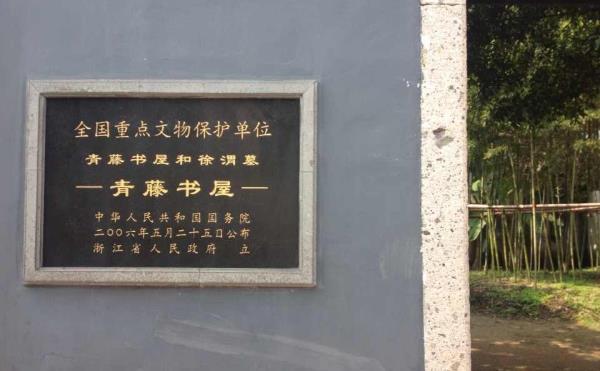 全国重点文物保护单位
青藤书屋和徐渭墓
—青藤书屋—
中华人民共和国国务院
二〇〇六年五月二十五日公布
浙江省人民政府 立